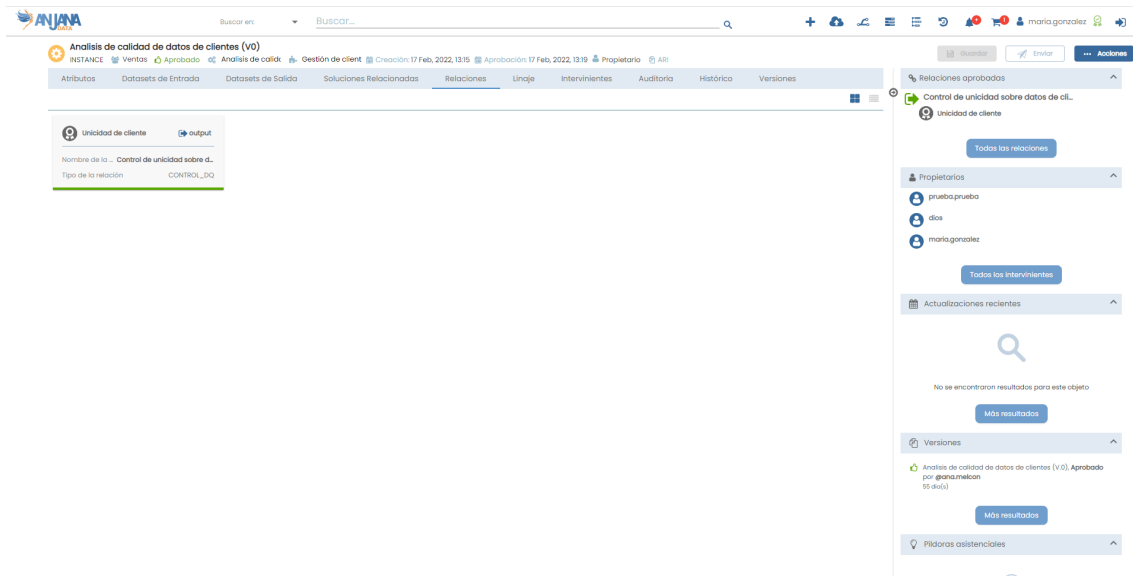 ANJANA
DATA
Buscar en:
Buscar...
maria.gonzalez
Analisis de calidad de datos de clientes (V0)
INSTANCE Ventas Aprobado Analisis de calidc Gestión de client Creación: 17 Feb, 2022, 13:15 Aprobación: 17 Feb, 2022, 13:19 Propietario ARI
Guardar Enviar ••• Acciones
Atributos Datasets de Entrada Datasets de Salida Soluciones Relacionadas Relaciones Linaje Intervinientes Auditoría Histórico Versiones
Unicidad de cliente output
Nombre de la ... Control de unicidad sobre d...
Tipo de la relación CONTROL_DQ
Relaciones aprobadas
Control de unicidad sobre datos de cli...
Unicidad de cliente
Todas las relaciones
Propietarios
prueba.prueba
dios
maria.gonzalez
Todos los intervinientes
Actualizaciones recientes
No se encontraron resultados para este objeto
Más resultados
Versiones
Analisis de calidad de datos de clientes (V.0), Aprobado
por @ana.melcon
55 día(s)
Más resultados
Píldoras asistenciales